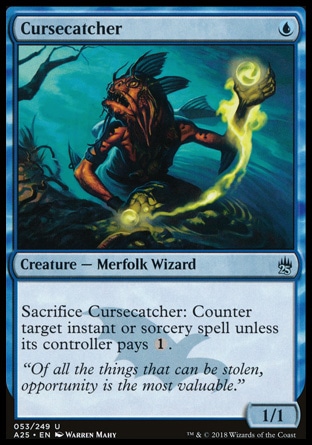 Cursecatcher
Creature — Merfolk Wizard
Sacrifice Cursecatcher: Counter
target instant or sorcery spell unless
its controller pays 1.
“Of all the things that can be stolen,
opportunity is the most valuable.”
1/1
053/249 U
A25 • EN Warren Mahy
™ & © 2018 Wizards of the Coast